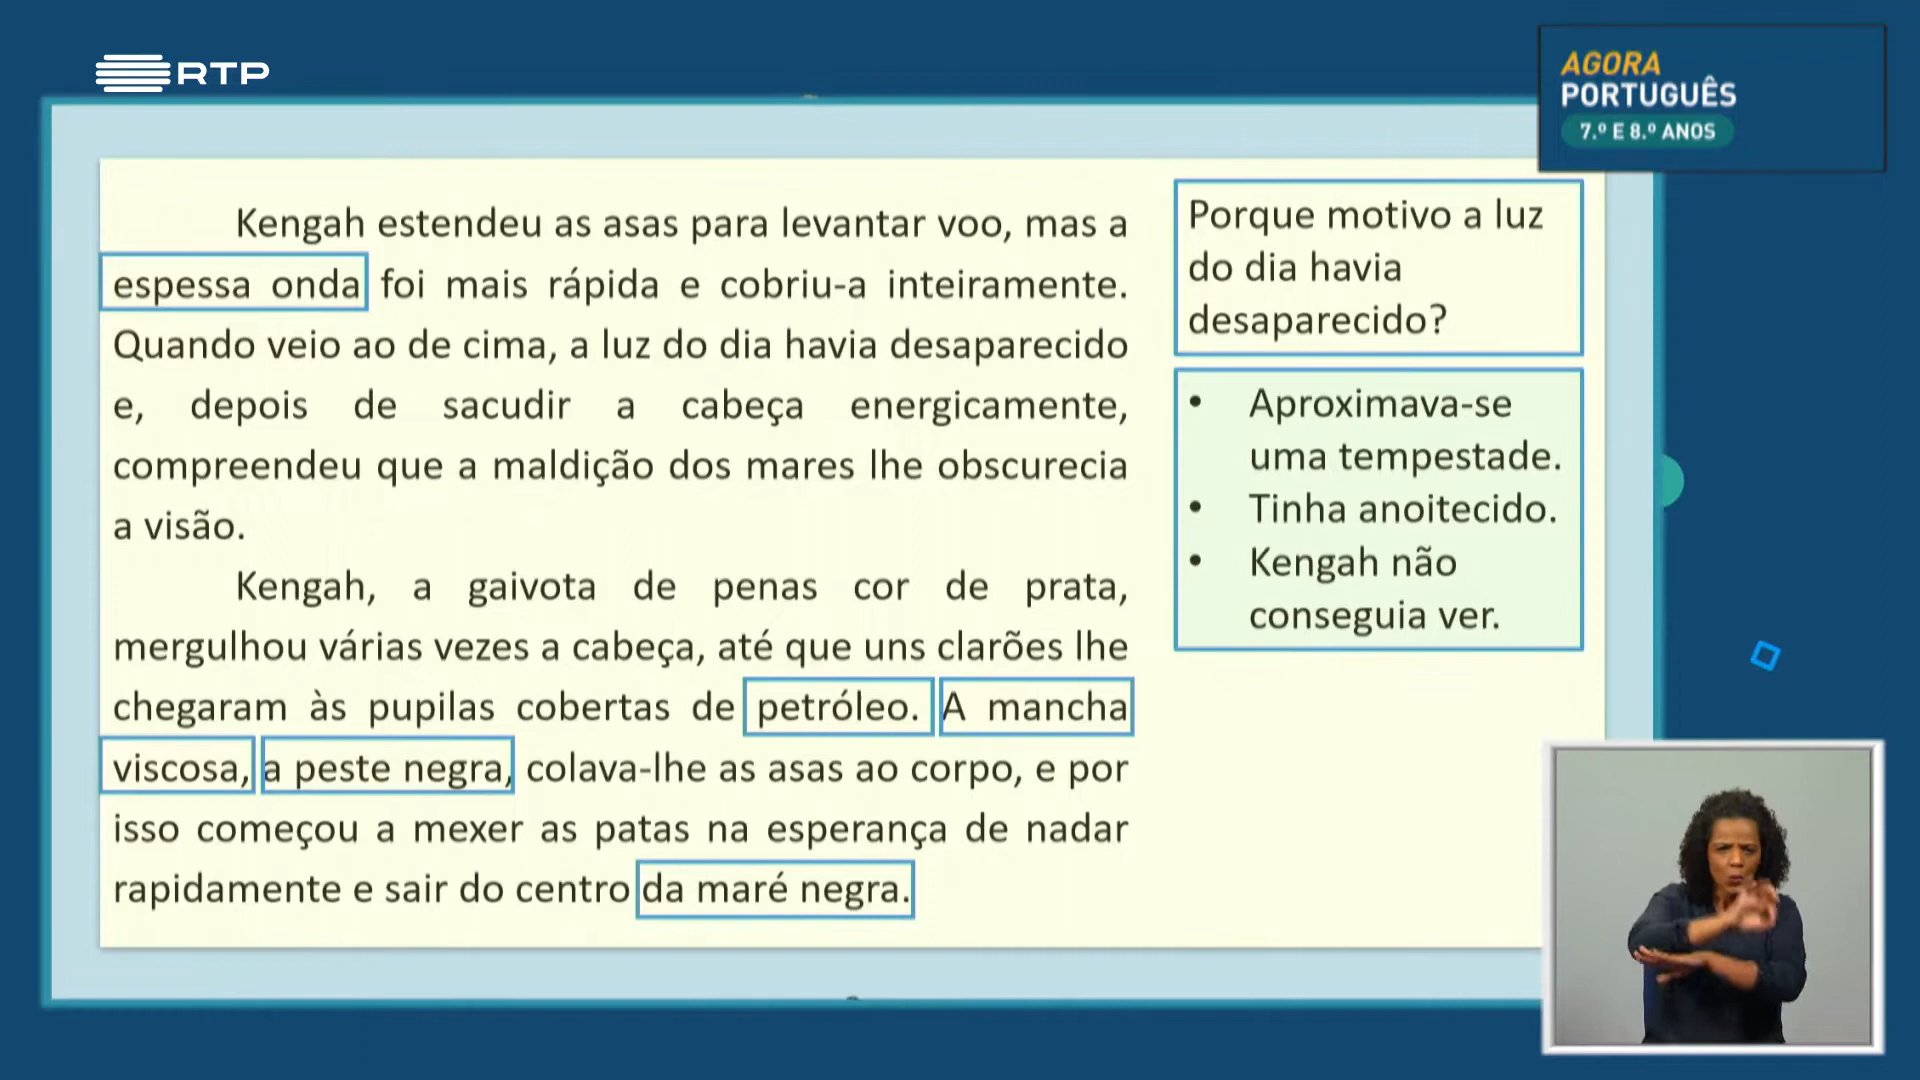 RTP
AGORA
PORTUGUÊS
7.º E 8.º ANOS
Kengah estendeu as asas para levantar voo, mas a
espessa onda foi mais rápida e cobriu-a inteiramente.
Quando veio ao de cima, a luz do dia havia desaparecido
e, depois de sacudir a cabeça energicamente,
compreendeu que a maldição dos mares lhe obscurecia
a visão.
Kengah, a gaivota de penas cor de prata,
mergulhou várias vezes a cabeça, até que uns clarões lhe
chegaram às pupilas cobertas de petróleo. A mancha
viscosa, a peste negra, colava-lhe as asas ao corpo, e por
isso começou a mexer as patas na esperança de nadar
rapidamente e sair do centro da maré negra.
Porque motivo a luz
do dia havia
desaparecido?
• Aproximava-se
uma tempestade.
• Tinha anoitecido.
• Kengah não
conseguia ver.